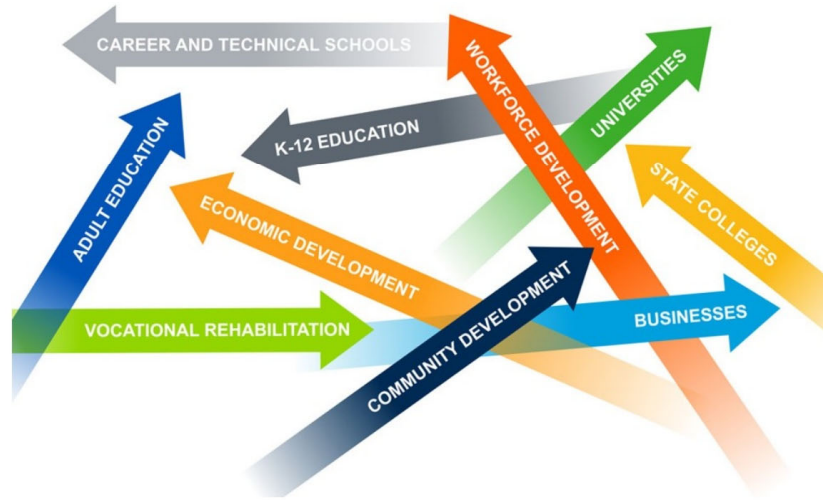 CAREER AND TECHNICAL SCHOOLS
WORKFORCE DEVELOPMENT
UNIVERSITIES
K-12 EDUCATION
ADULT EDUCATION
STATE COLLEGES
ECONOMIC DEVELOPMENT
COMMUNITY DEVELOPMENT
VOCATIONAL REHABILITATION
BUSINESSES